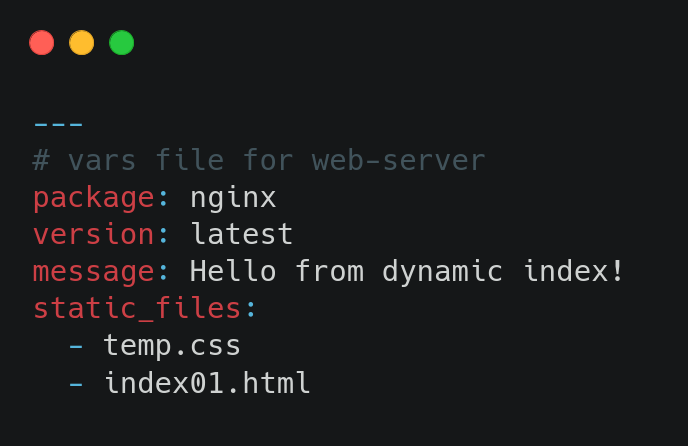 ---
# vars file for web-server
package: nginx
version: latest
message: Hello from dynamic index!
static_files:
  - temp.css
  - index01.html